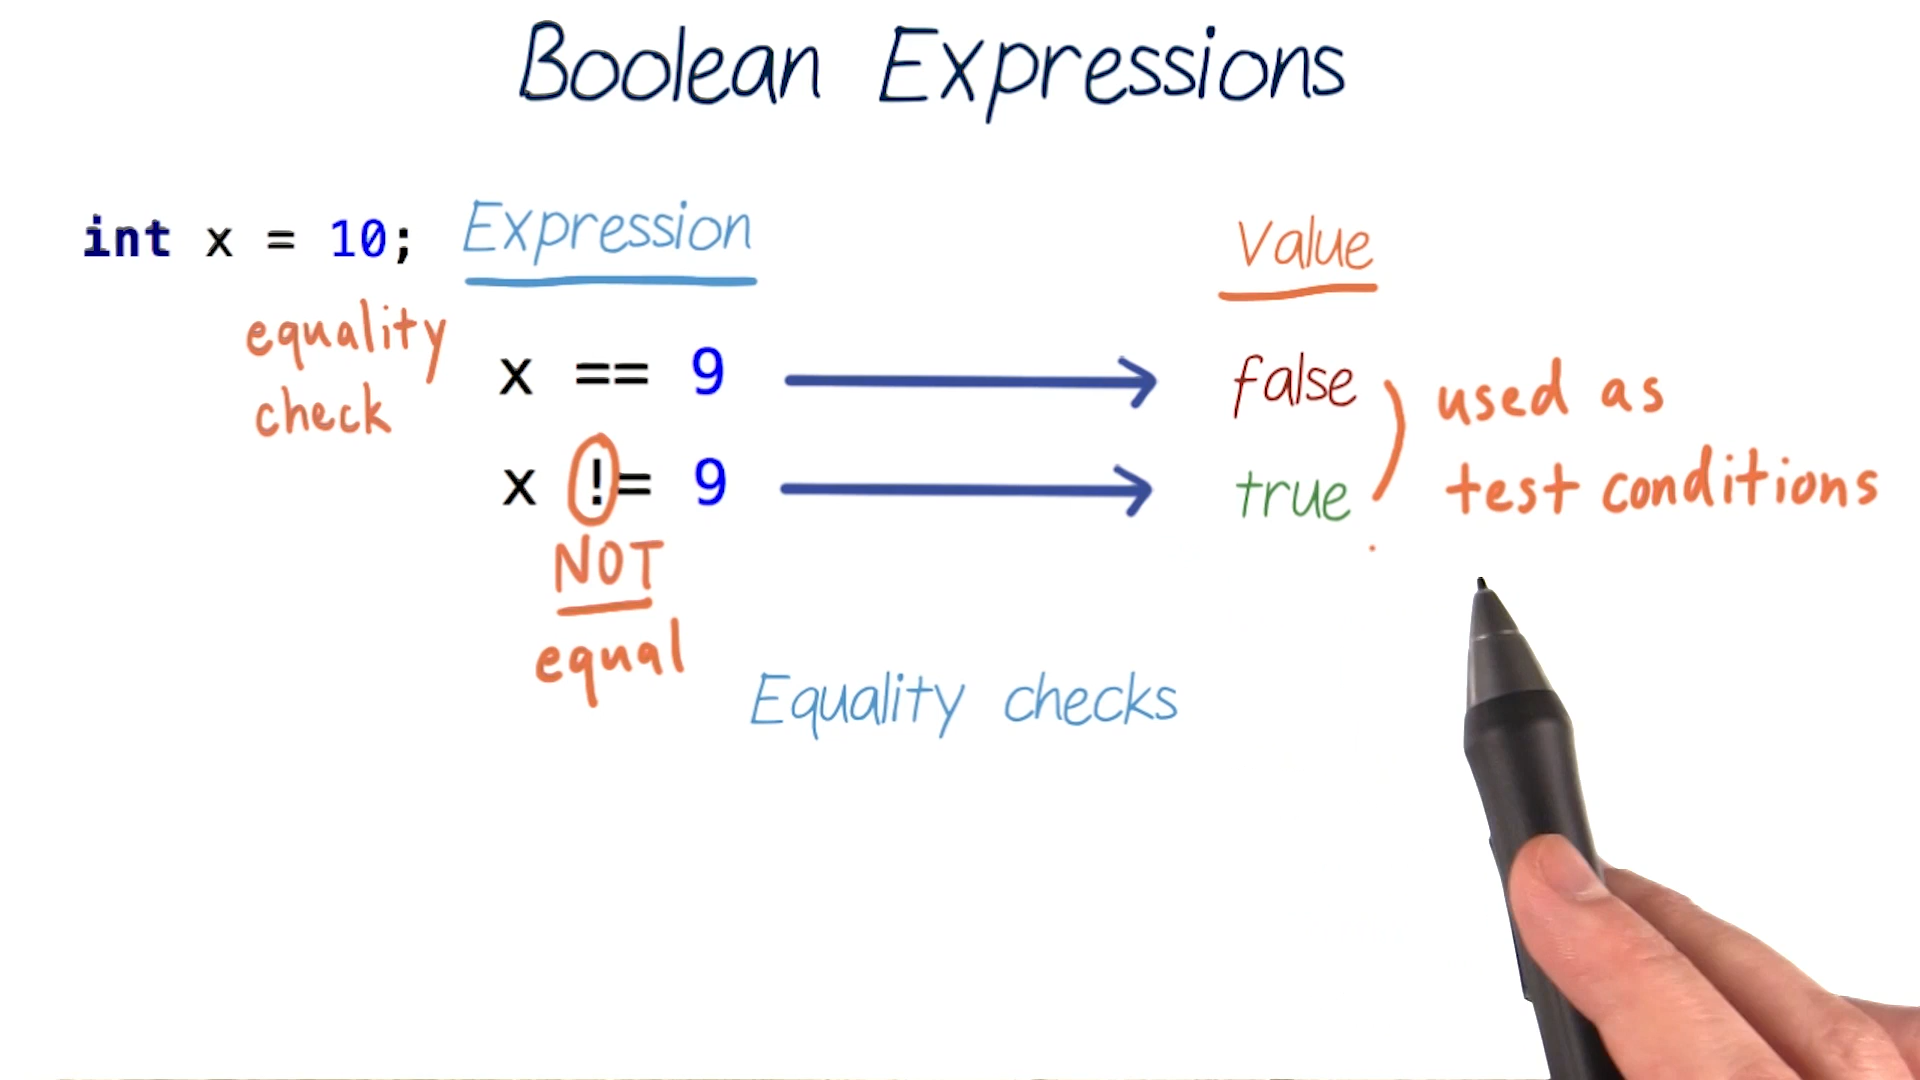 Boolean Expressions
int x = 10;
Expression
Value
equality
check
x == 9
false
used as
test conditions
x != 9
true
NOT
equal
Equality checks